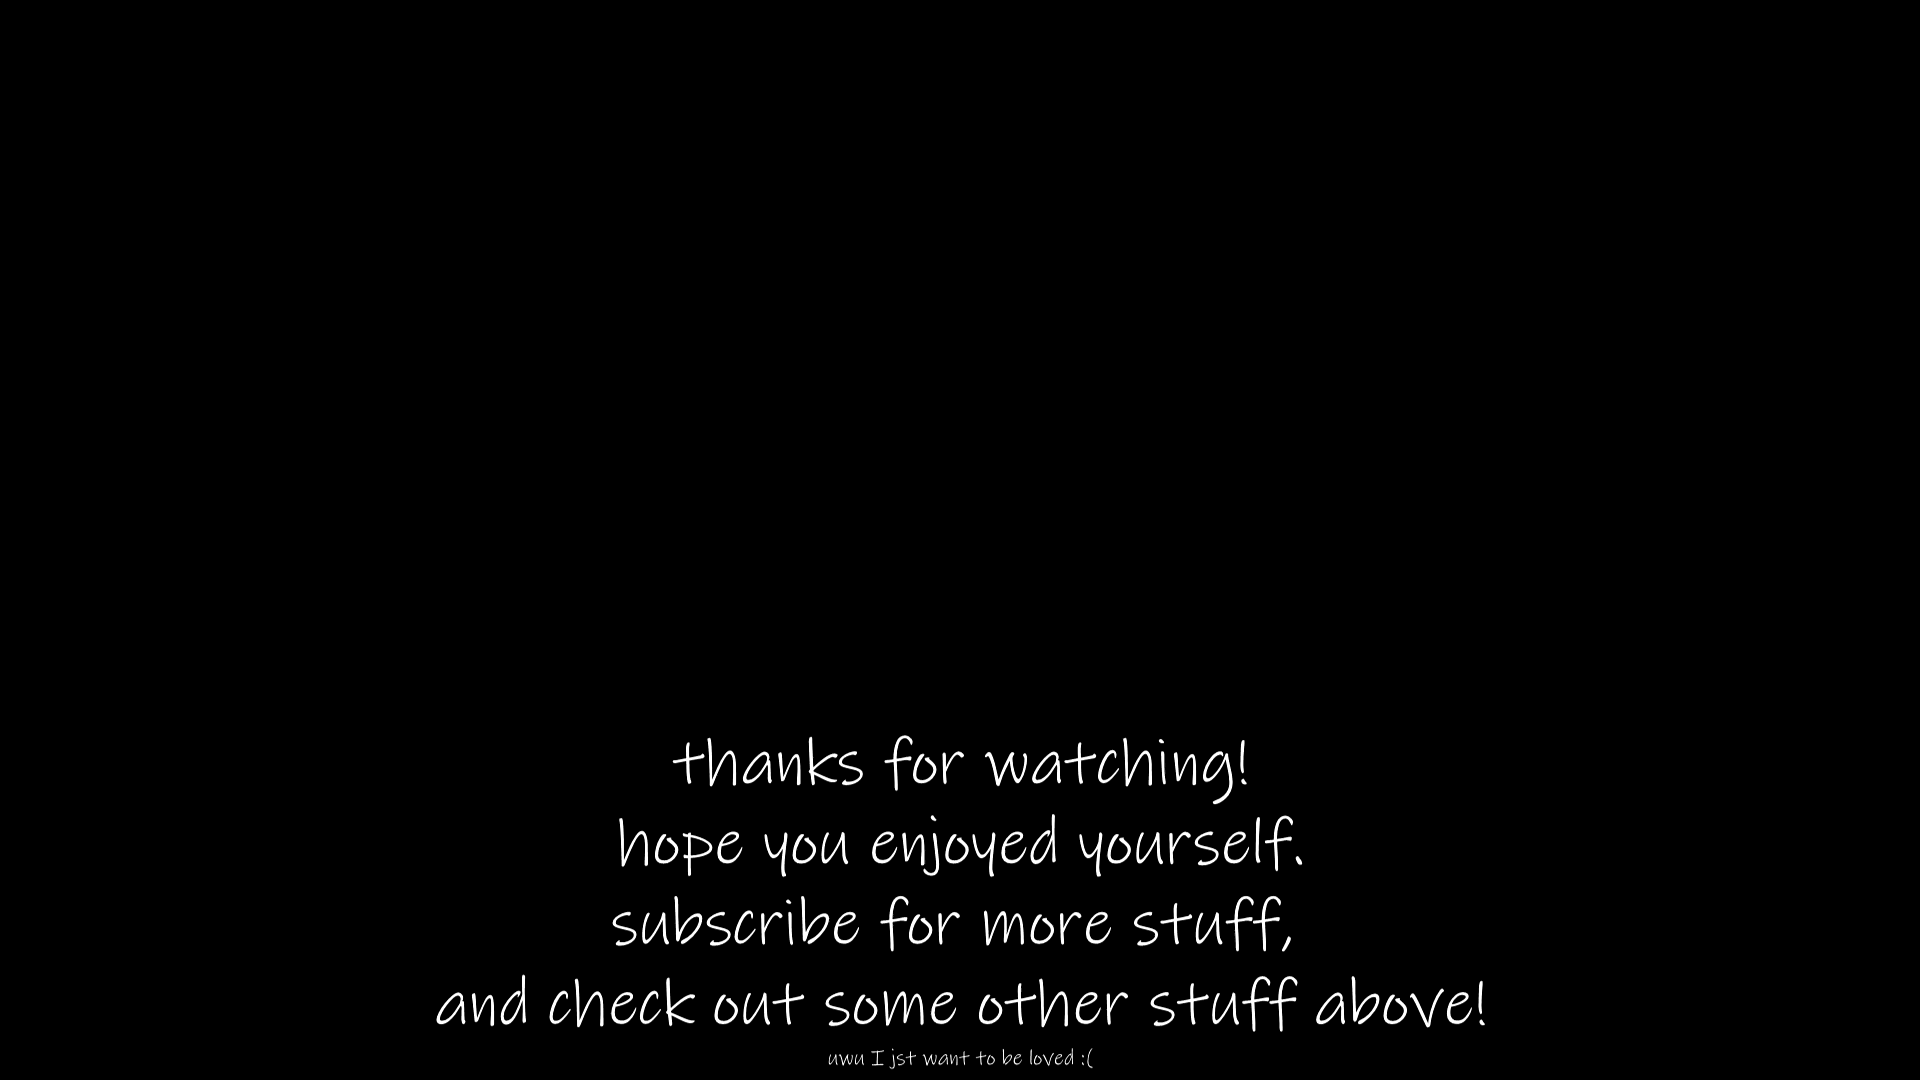 thanks for watching!
hope you enjoyed yourself.
subscribe for more stuff,
and check out some other stuff above!
uwu I jst want to be loved :(